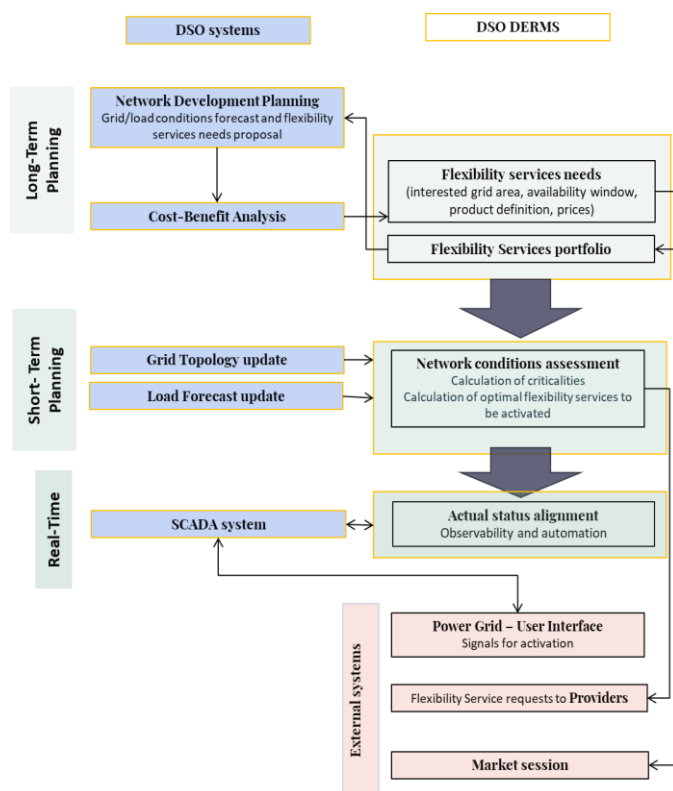 DSO systems
DSO DERMS
Long-Term
Planning
Network Development Planning
Grid/load conditions forecast and flexibility
services needs proposal
Cost-Benefit Analysis
Flexibility services needs
(interested grid area, availability window,
product definition, prices)
Flexibility Services portfolio
Short- Term
Planning
Grid Topology update
Load Forecast update
Network conditions assessment
Calculation of criticalities
Calculation of optimal flexibility services to
be activated
Real-Time
SCADA system
Actual status alignment
Observability and automation
External systems
Power Grid – User Interface
Signals for activation
Flexibility Service requests to Providers
Market session